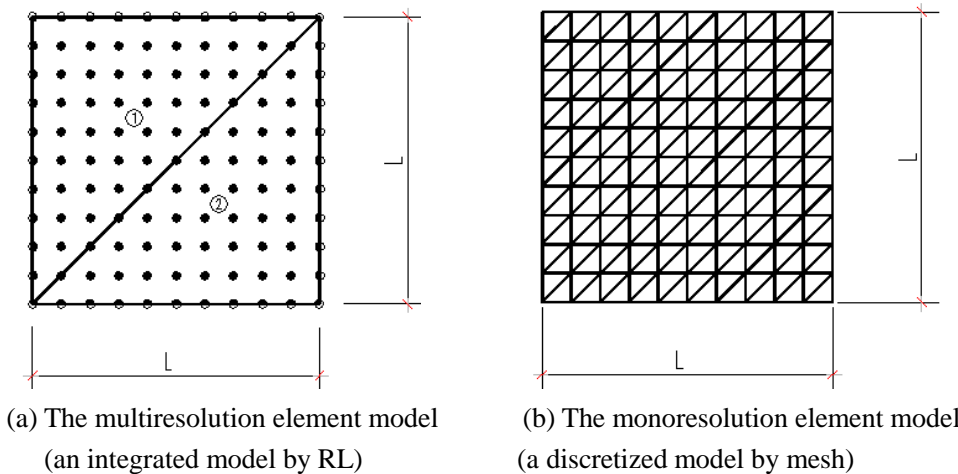 ①
②
L
L
L
L
(a) The multiresolution element model
(an integrated model by RL)
(b) The monoresolution element model
(a discretized model by mesh)